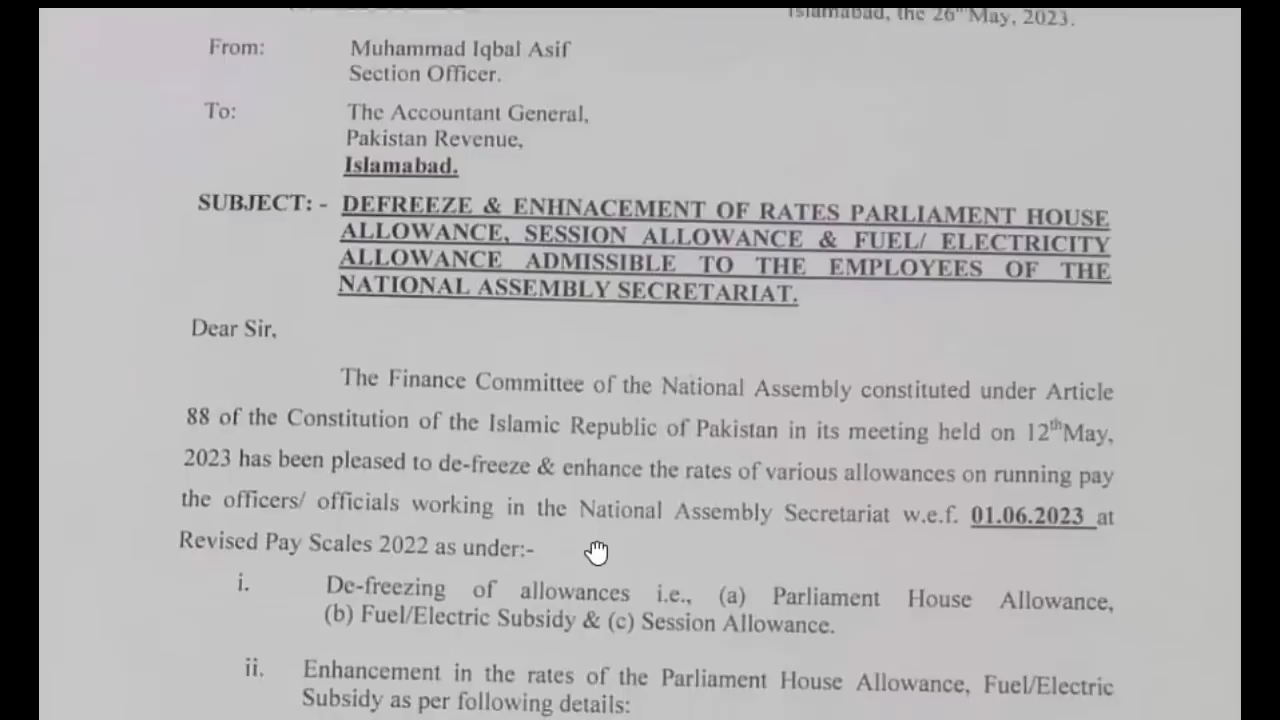 Islamabad, the 26th May, 2023.
From: Muhammad Iqbal Asif
Section Officer.
To: The Accountant General,
Pakistan Revenue,
Islamabad.
SUBJECT: - DEFREEZE & ENHNACEMENT OF RATES PARLIAMENT HOUSE
ALLOWANCE, SESSION ALLOWANCE & FUEL/ ELECTRICITY
ALLOWANCE ADMISSIBLE TO THE EMPLOYEES OF THE
NATIONAL ASSEMBLY SECRETARIAT.
Dear Sir,
The Finance Committee of the National Assembly constituted under Article
88 of the Constitution of the Islamic Republic of Pakistan in its meeting held on 12th May,
2023 has been pleased to de-freeze & enhance the rates of various allowances on running pay
the officers/ officials working in the National Assembly Secretariat w.e.f. 01.06.2023 at
Revised Pay Scales 2022 as under:-
i. De-freezing of allowances i.e., (a) Parliament House Allowance,
(b) Fuel/Electric Subsidy & (c) Session Allowance.
ii. Enhancement in the rates of the Parliament House Allowance, Fuel/Electric
Subsidy as per following details: